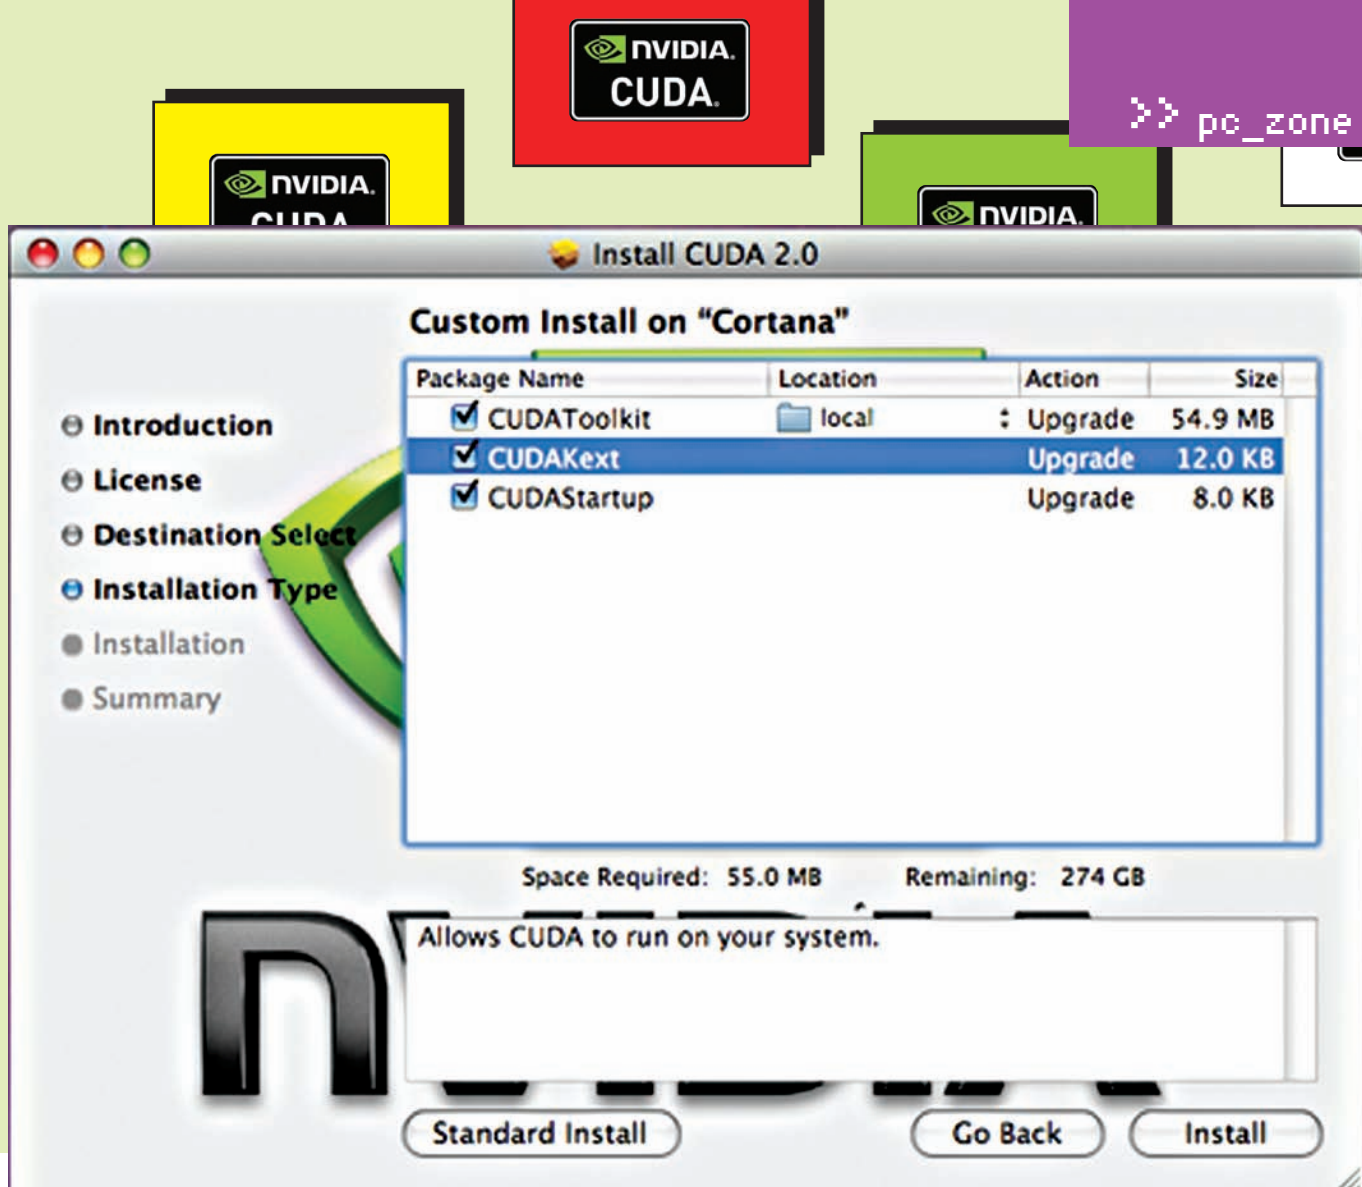 nVIDIA.
CUDA.
>> pc_zone
nVIDIA.
CUDA
nVIDIA.
Install CUDA 2.0
Custom Install on “Cortana”
Package Name Location Action Size
CUDAToolkit local Upgrade 54.9 MB
CUDAKext Upgrade 12.0 KB
CUDAStartup Upgrade 8.0 KB
Introduction
License
Destination Select
Installation Type
Installation
Summary
Space Required: 55.0 MB Remaining: 274 GB
Allows CUDA to run on your system.
nVIDIA
Standard Install Go Back Install